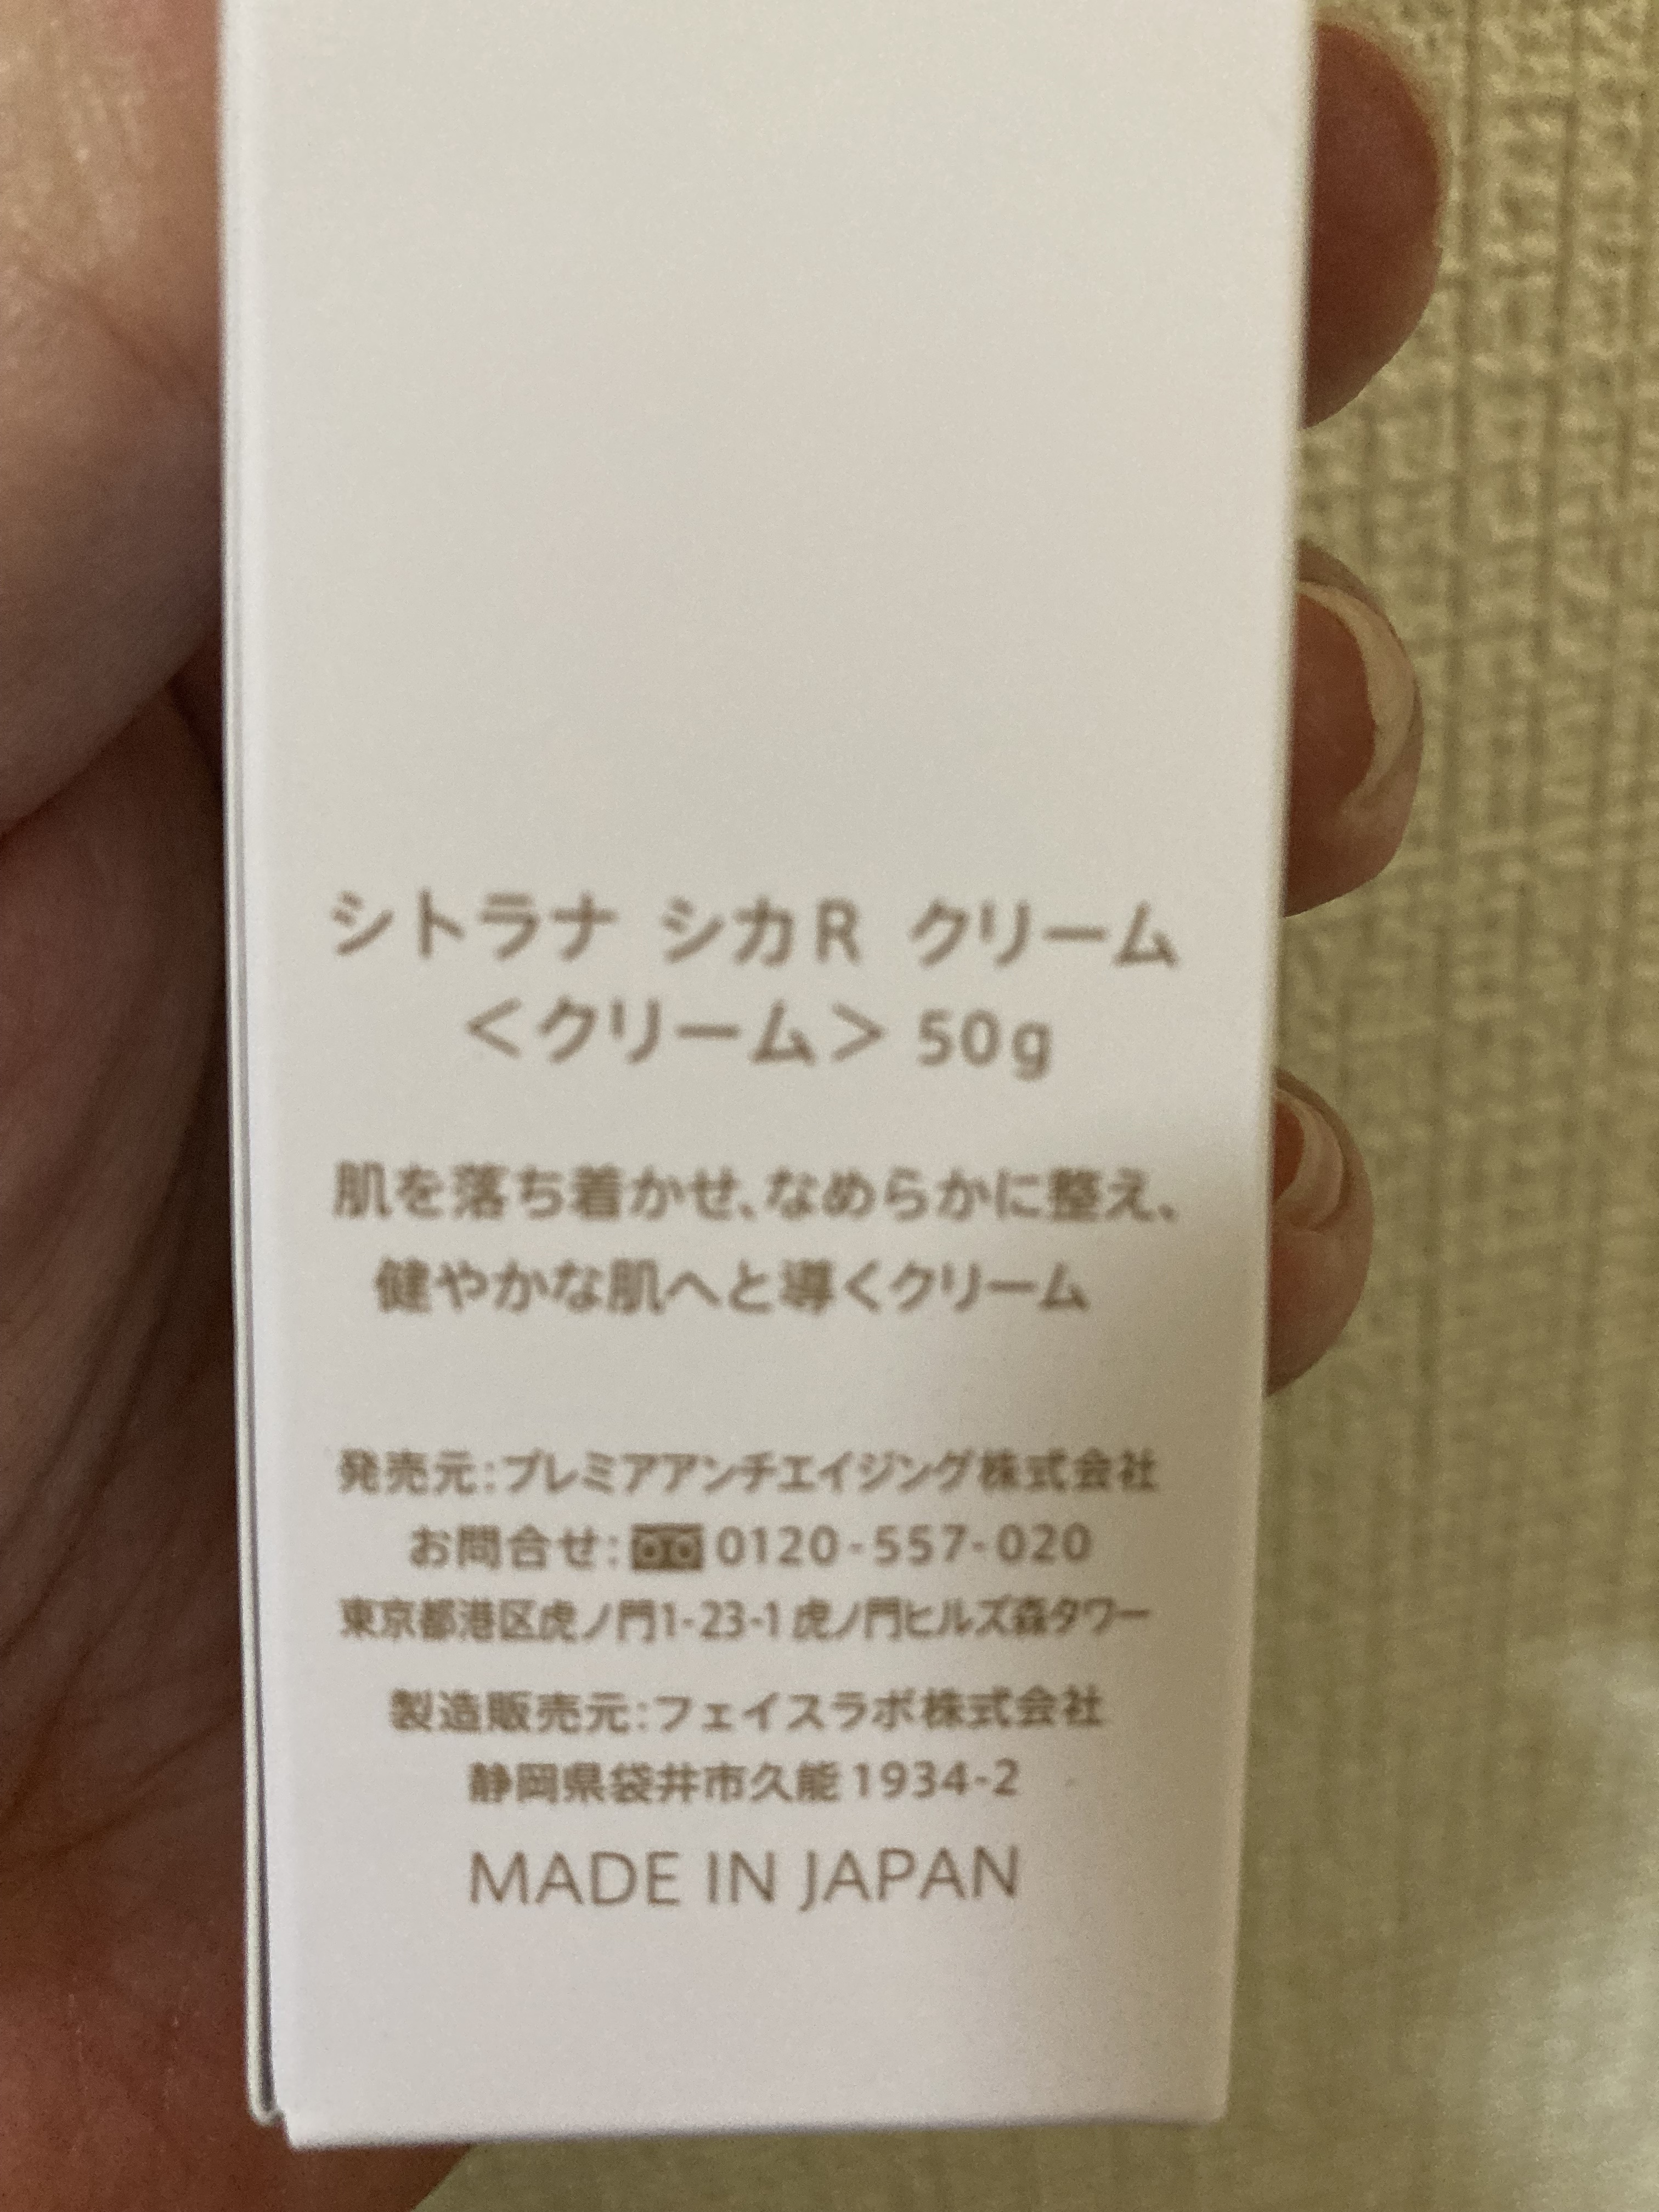 シトラナ シカR クリーム
＜クリーム＞ 50g
肌を落ち着かせ、なめらかに整え、
健やかな肌へと導くクリーム
発売元：プレミアアンチエイジング株式会社
お問合せ：0120-557-020
東京都港区虎ノ門1-23-1 虎ノ門ヒルズ森タワー
製造販売元：フェイスラボ株式会社
静岡県袋井市久能1934-2
MADE IN JAPAN